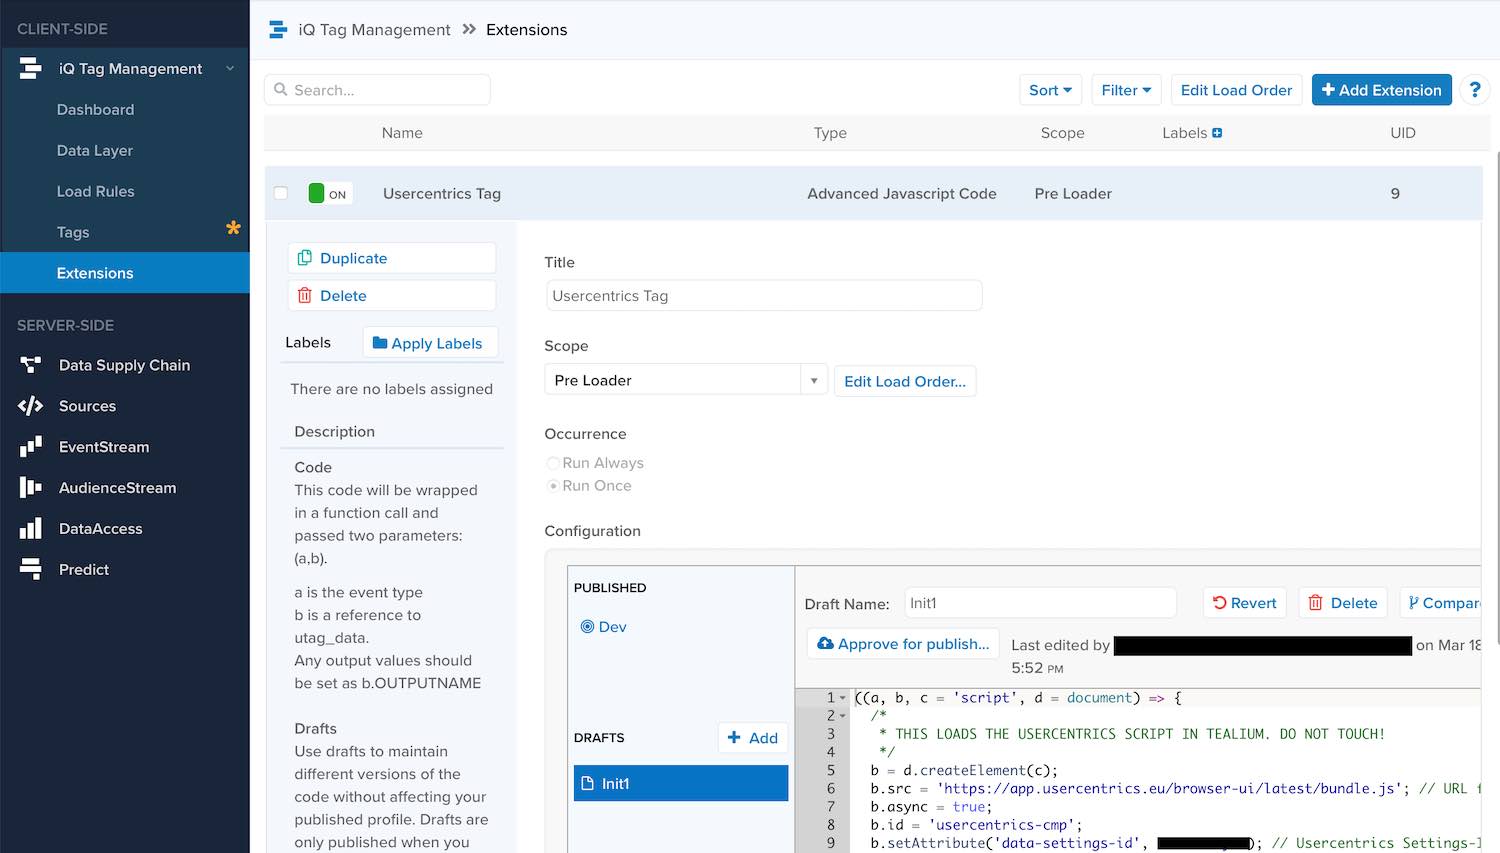 CLIENT-SIDE
iQ Tag Management
Dashboard
Data Layer
Load Rules
Tags
Extensions
SERVER-SIDE
Data Supply Chain
Sources
EventStream
AudienceStream
DataAccess
Predict
iQ Tag Management >> Extensions
Search...
Sort
Filter
Edit Load Order
+ Add Extension
?
Name Type Scope Labels UID
ON Usercentrics Tag Advanced Javascript Code Pre Loader 9
Duplicate
Delete
Labels Apply Labels
There are no labels assigned
Description
Code
This code will be wrapped
in a function call and
passed two parameters:
(a,b).
a is the event type
b is a reference to
utag_data.
Any output values should
be set as b.OUTPUTNAME
Drafts
Use drafts to maintain
different versions of the
code without affecting your
published profile. Drafts are
only published when you
Title
Usercentrics Tag
Scope
Pre Loader Edit Load Order...
Occurrence
Run Always
Run Once
Configuration
PUBLISHED
Dev
DRAFTS + Add
Init1
Draft Name: Init1 Revert Delete Compar
Approve for publish... Last edited by on Mar 18
5:52 PM
1 ((a, b, c = 'script', d = document) => {
2 /*
3 * THIS LOADS THE USERCENTRICS SCRIPT IN TEALIUM. DO NOT TOUCH!
4 */
5 b = d.createElement(c);
6 b.src = 'https://app.usercentrics.eu/browser-ui/latest/bundle.js'; // URL f
7 b.async = true;
8 b.id = 'usercentrics-cmp';
9 b.setAttribute('data-settings-id', ); // Usercentrics Settings-I